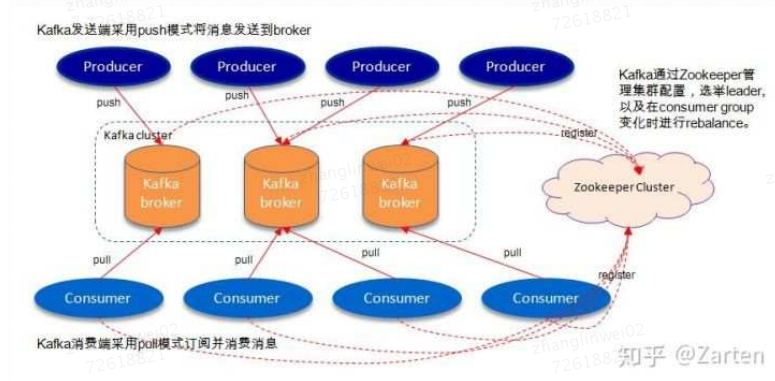 Kafka发送端采用push模式将消息发送到broker
Producer
Producer
Producer
Producer
Kafka通过Zookeeper管
理集群配置，选举leader,
以及在consumer group
变化时进行rebalance。
push
push
push
push
Kafka cluster
register
Kafka
broker
Kafka
broker
Kafka
broker
Zookeeper Cluster
pull
pull
pull
pull
register
Consumer
Consumer
Consumer
Consumer
Kafka消费端采用poll模式订阅并消费消息
知乎 @Zarten
zhanglinwei02
72618821